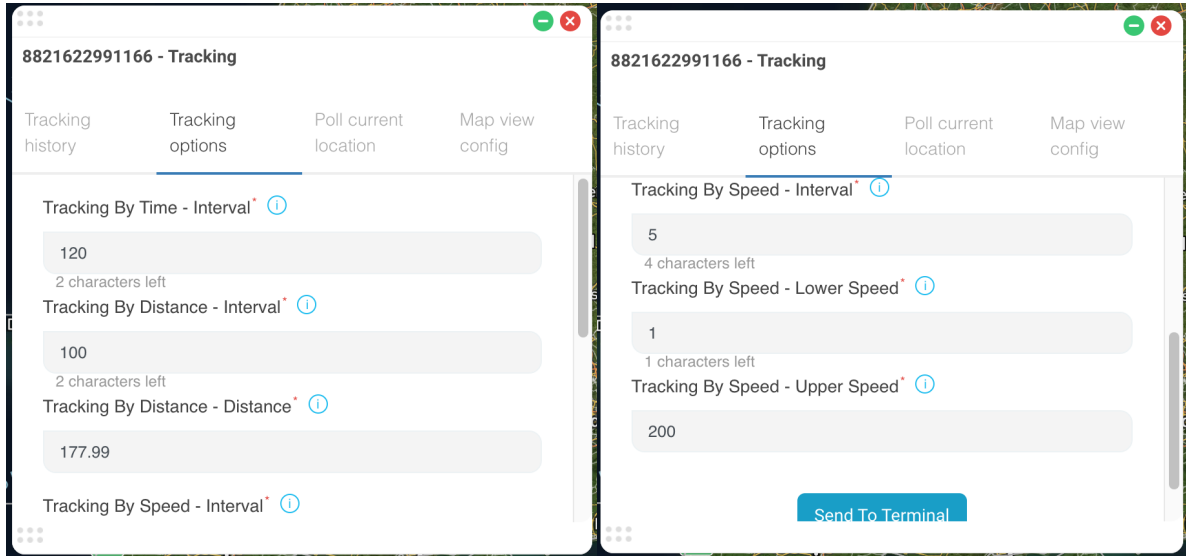 8821622991166 - Tracking
Tracking history
Tracking options
Poll current location
Map view config
Tracking By Time - Interval*
120
2 characters left
Tracking By Distance - Interval*
100
2 characters left
Tracking By Distance - Distance*
177.99
Tracking By Speed - Interval*
8821622991166 - Tracking
Tracking history
Tracking options
Poll current location
Map view config
Tracking By Speed - Interval*
5
4 characters left
Tracking By Speed - Lower Speed*
1
1 characters left
Tracking By Speed - Upper Speed*
200
Send To Terminal